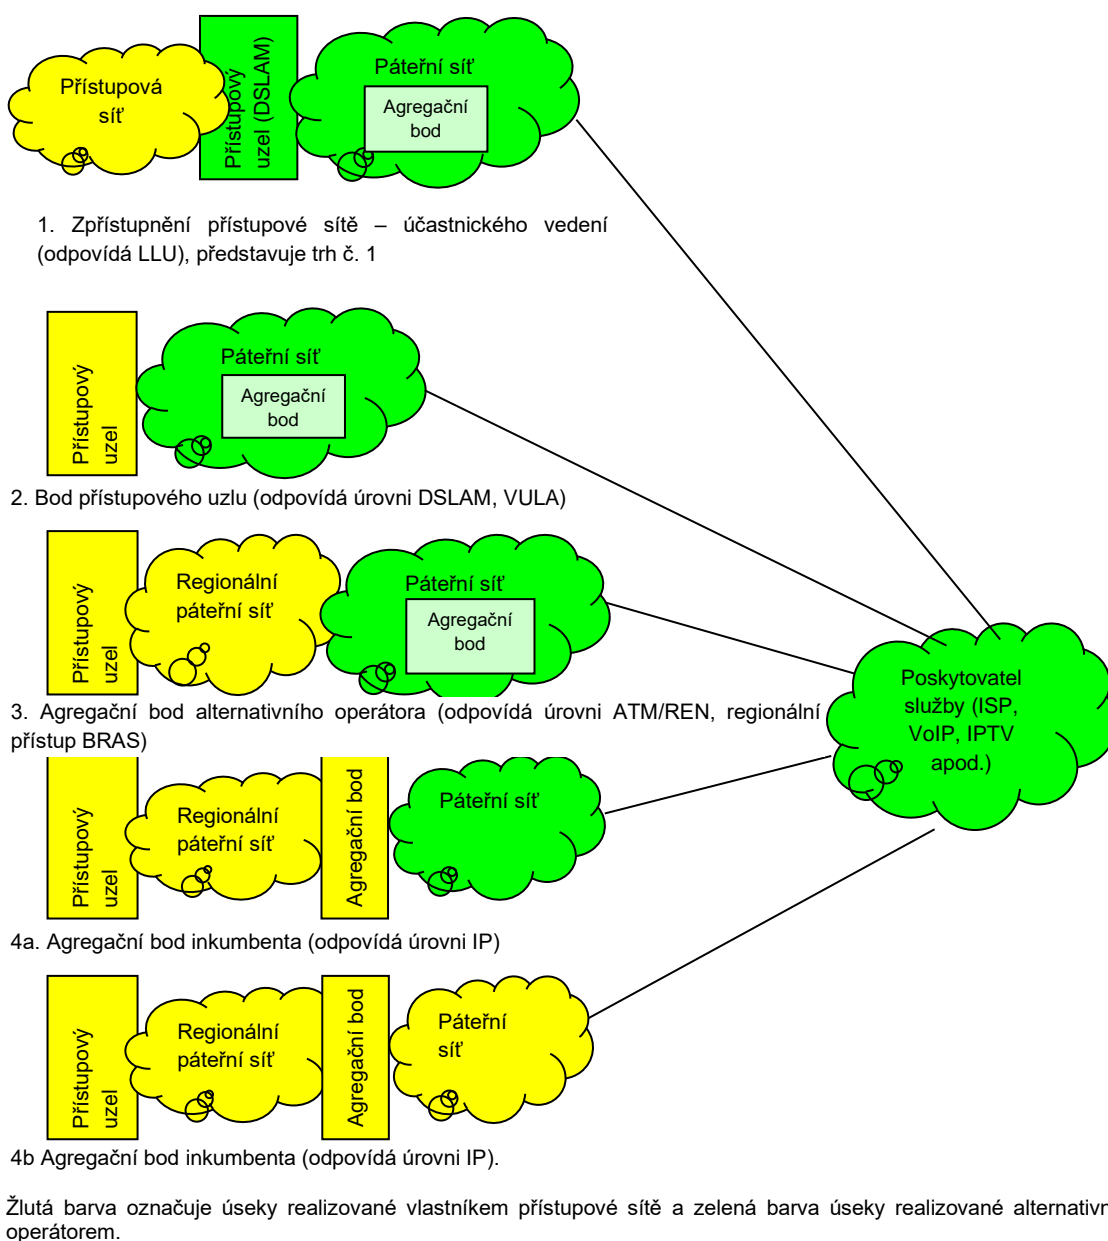 Přístupová
síť
Přístupový
uzel (DSLAM)
Páteřní síť
Agregační
bod
1. Zpřístupnění přístupové sítě – účastnického vedení
(odpovídá LLU), představuje trh č. 1
Přístupový
uzel
Páteřní síť
Agregační
bod
2. Bod přístupového uzlu (odpovídá úrovni DSLAM, VULA)
Přístupový
uzel
Regionální
páteřní síť
Páteřní síť
Agregační
bod
Poskytovatel
služby (ISP,
VoIP, IPTV
apod.)
3. Agregační bod alternativního operátora (odpovídá úrovni ATM/REN, regionální
přístup BRAS)
Přístupový
uzel
Regionální
páteřní síť
Agregační bod
Páteřní síť
4a. Agregační bod inkumbenta (odpovídá úrovni IP)
Přístupový
uzel
Regionální
páteřní síť
Agregační bod
Páteřní
síť
4b Agregační bod inkumbenta (odpovídá úrovni IP).
Žlutá barva označuje úseky realizované vlastníkem přístupové sítě a zelená barva úseky realizované alternativn
operátorem.